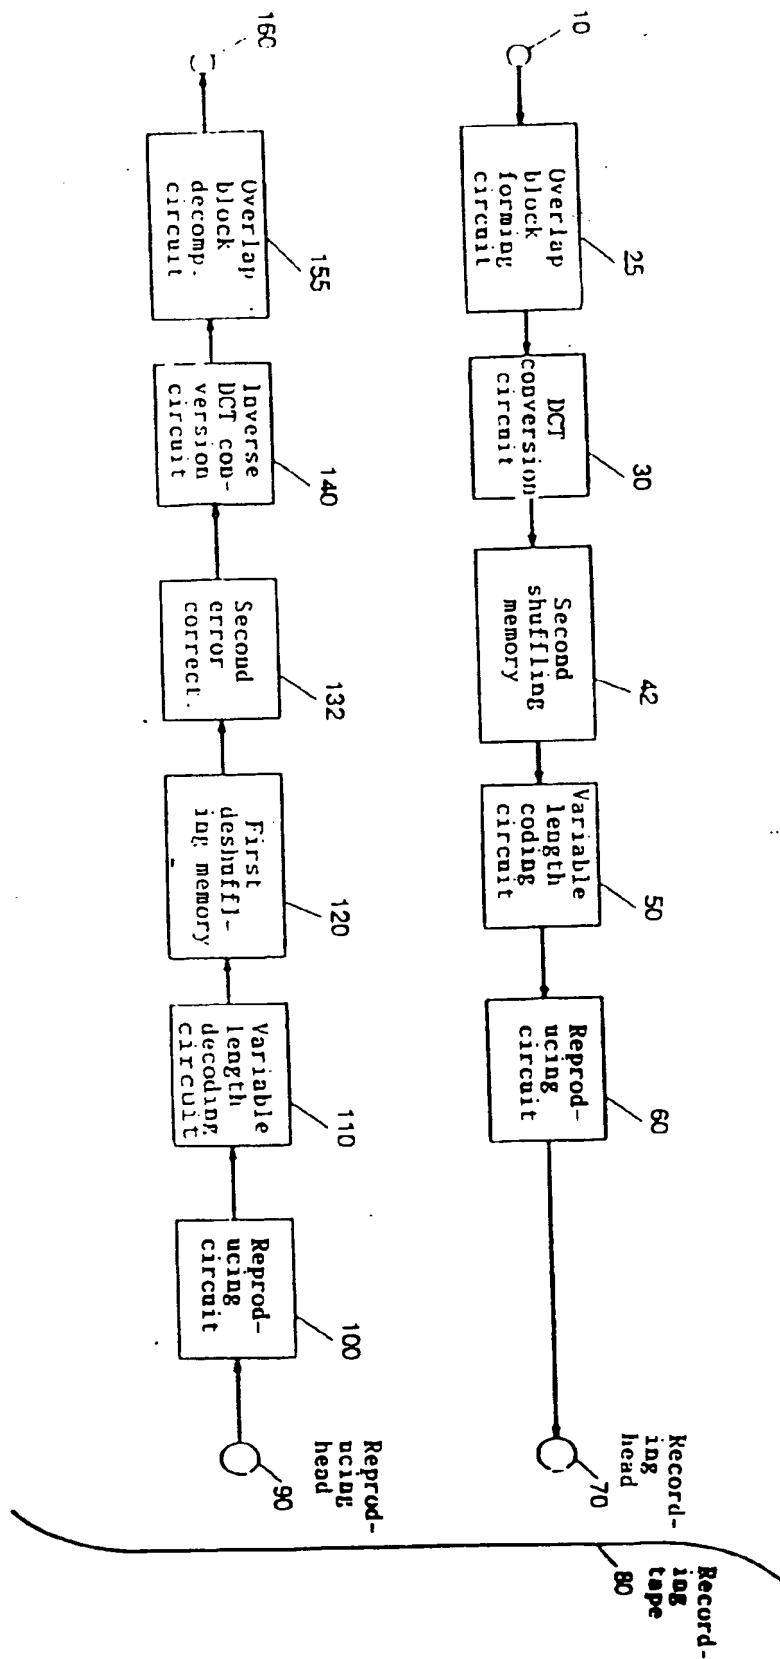 10
Overlap
block
forming
circuit
25
DCT
conversion
circuit
30
Second
shuffling
memory
42
Variable
length
coding
circuit
50
Reprod-
ucing
circuit
60
Record-
ing
head
70
Record-
ing
tape
80
160
Overlap
block
decomp.
circuit
155
Inverse
DCT con-
version
circuit
140
Second
error
correct.
132
First
deshuffl-
ing memory
120
Variable
length
decoding
circuit
110
Reprod-
ucing
circuit
100
Reprod-
ucing
head
90